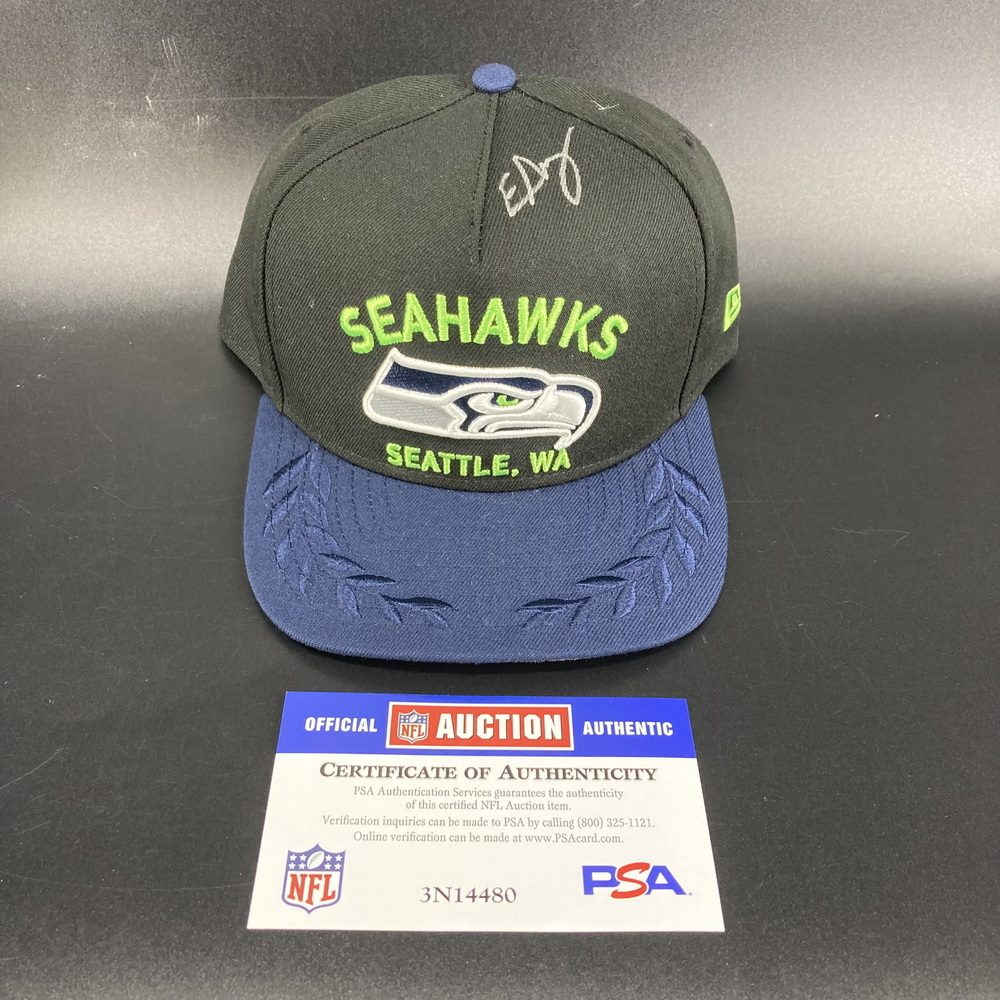 SEAHAWKS
SEATTLE, WA
OFFICIAL NFL AUCTION AUTHENTIC
CERTIFICATE OF AUTHENTICITY
PSA Authentication Services guarantees the authenticity
of this certified NFL Auction item.
Verification inquiries can be made to PSA by calling (800) 325-1121.
Online verification can be made at www.PSAcard.com.
NFL
3N14480
PSA